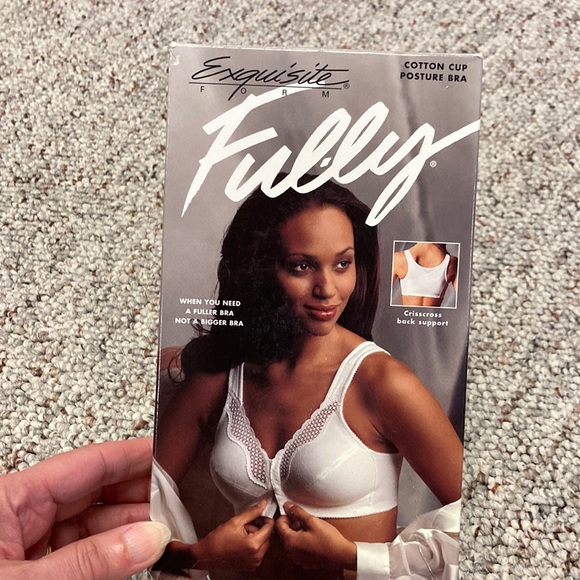 Exquisite
FORM®
COTTON CUP
POSTURE BRA
Fully®
WHEN YOU NEED
A FULLER BRA
NOT A BIGGER BRA
Crisscross
back support